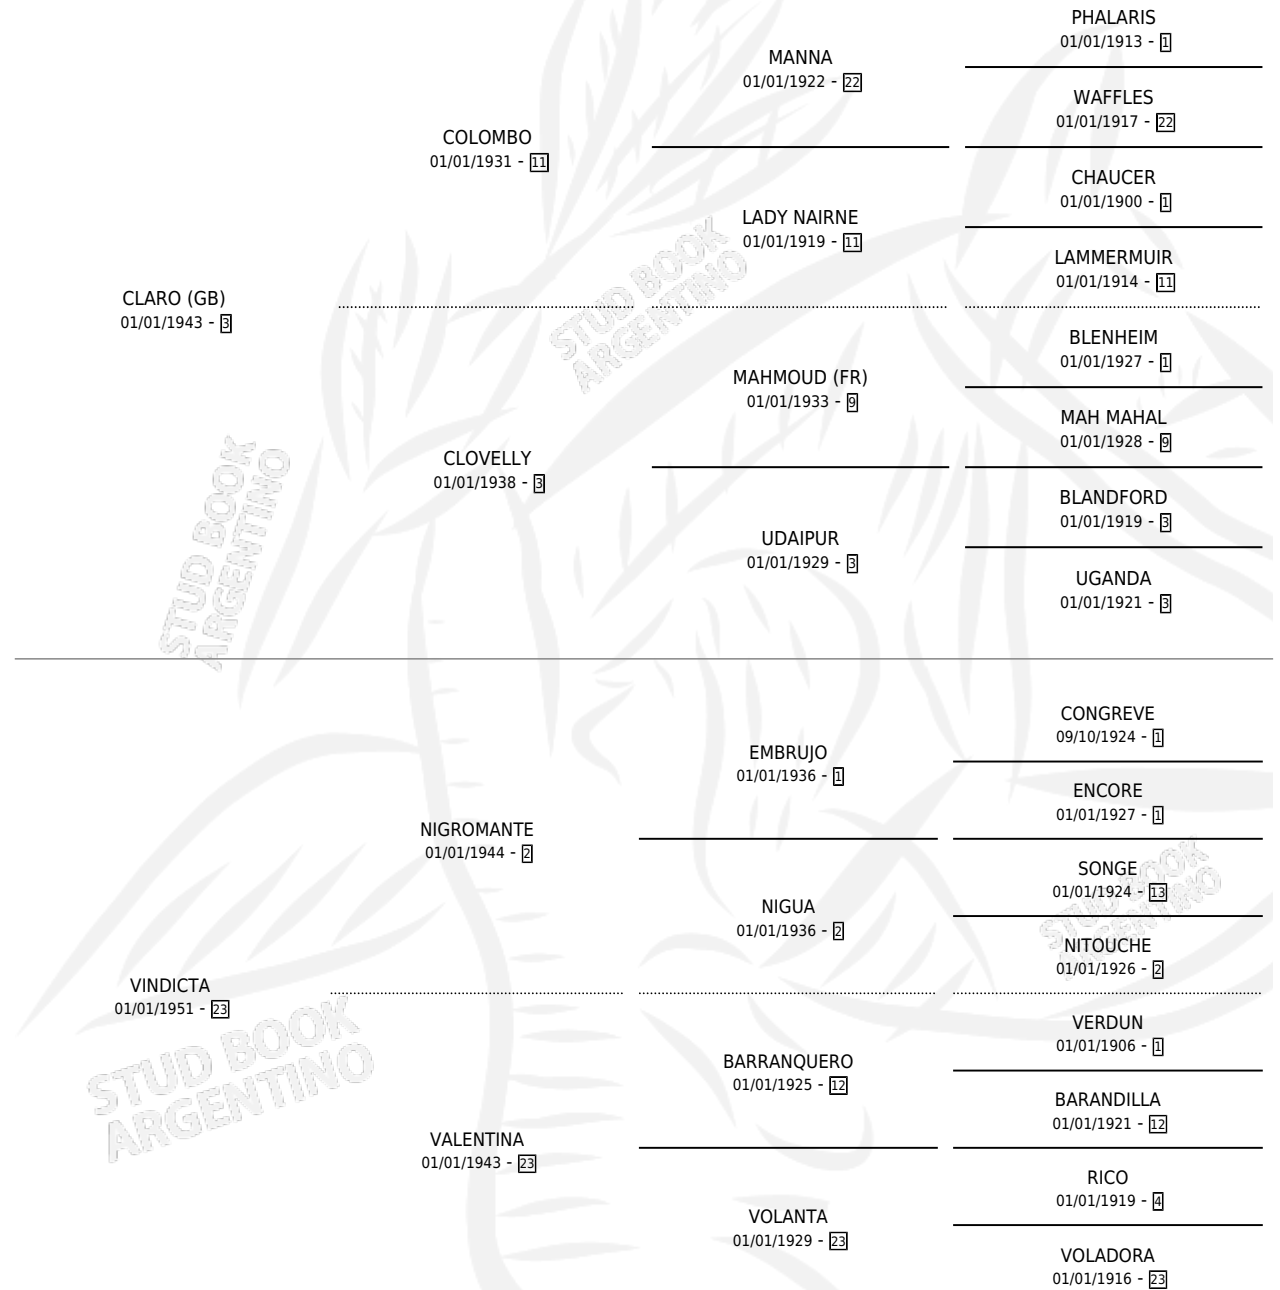 PHALARIS
01/01/1913 - 1
MANNA
01/01/1922 - 22
WAFFLES
01/01/1917 - 22
COLOMBO
01/01/1931 - 11
CHAUCER
01/01/1900 - 1
LADY NAIRNE
01/01/1919 - 11
LAMMERMUIR
01/01/1914 - 11
CLARO (GB)
01/01/1943 - 3
BLENHEIM
01/01/1927 - 1
MAHMOUD (FR)
01/01/1933 - 9
MAH MAHAL
01/01/1928 - 9
CLOVELLY
01/01/1938 - 3
BLANDFORD
01/01/1919 - 3
UDAIPUR
01/01/1929 - 3
UGANDA
01/01/1921 - 3
CONGREVE
09/10/1924 - 1
EMBRUJO
01/01/1936 - 1
ENCORE
01/01/1927 - 1
NIGROMANTE
01/01/1944 - 2
SONGE
01/01/1924 - 13
NIGUA
01/01/1936 - 2
NITOUCHE
01/01/1926 - 2
VINDICTA
01/01/1951 - 23
VERDUN
01/01/1906 - 1
BARRANQUERO
01/01/1925 - 12
BARANDILLA
01/01/1921 - 12
VALENTINA
01/01/1943 - 23
RICO
01/01/1919 - 4
VOLANTA
01/01/1929 - 23
VOLADORA
01/01/1916 - 23
STUD BOOK
ARGENTINO
STUD BOOK
ARGENTINO
STUD BOOK
ARGENTINO
STUD BOOK
ARGENTINO